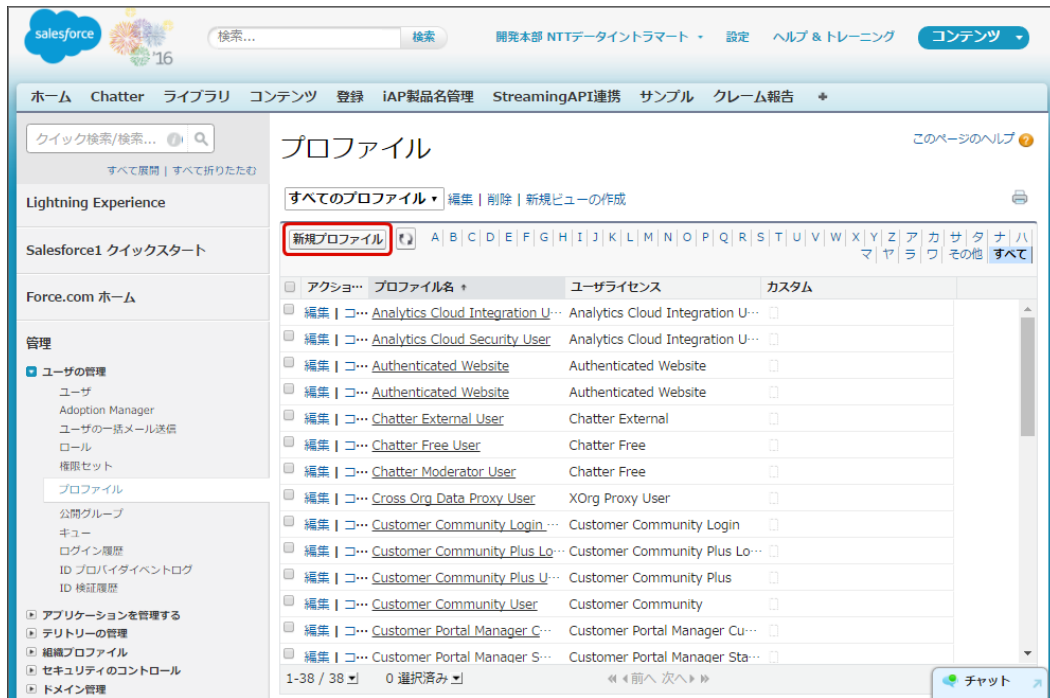 salesforce
'16
検索...
検索
開発本部 NTTデータイントラマート
設定
ヘルプ & トレーニング
コンテンツ
ホーム Chatter ライブラリ コンテンツ 登録 iAP製品名管理 StreamingAPI連携 サンプル クレーム報告 +
クイック検索/検索...
すべて展開 | すべて折りたたむ
Lightning Experience
Salesforce1 クイックスタート
Force.com ホーム
管理
ユーザの管理
ユーザ
Adoption Manager
ユーザの一括メール送信
ロール
権限セット
プロファイル
公開グループ
キュー
ログイン履歴
ID プロバイダイベントログ
ID 検証履歴
アプリケーションを管理する
テリトリーの管理
組織プロファイル
セキュリティのコントロール
ドメイン管理
プロファイル
このページのヘルプ
すべてのプロファイル 編集 | 削除 | 新規ビューの作成
新規プロファイル
A | B | C | D | E | F | G | H | I | J | K | L | M | N | O | P | Q | R | S | T | U | V | W | X | Y | Z | ア | カ | サ | タ | ナ | ハ |
マ | ヤ | ラ | ワ | その他 | すべて
アクショ… プロファイル名 ↑ ユーザライセンス カスタム
編集 | コ… Analytics Cloud Integration U… Analytics Cloud Integration U…
編集 | コ… Analytics Cloud Security User Analytics Cloud Integration U…
編集 | コ… Authenticated Website Authenticated Website
編集 | コ… Authenticated Website Authenticated Website
編集 | コ… Chatter External User Chatter External
編集 | コ… Chatter Free User Chatter Free
編集 | コ… Chatter Moderator User Chatter Free
編集 | コ… Cross Org Data Proxy User XOrg Proxy User
編集 | コ… Customer Community Login … Customer Community Login
編集 | コ… Customer Community Plus Lo… Customer Community Plus Lo…
編集 | コ… Customer Community Plus U… Customer Community Plus
編集 | コ… Customer Community User Customer Community
編集 | コ… Customer Portal Manager C… Customer Portal Manager Cu…
編集 | コ… Customer Portal Manager S… Customer Portal Manager Sta…
1-38 / 38 0 選択済み 前へ 次へ
チャット